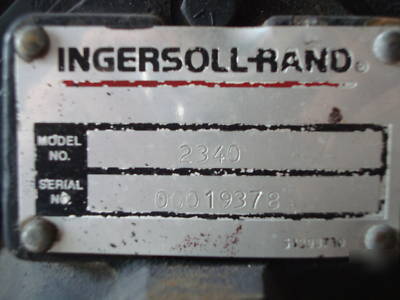 INGERSOLL-RAND®
MODEL NO. 2340
SERIAL NO. 00019378